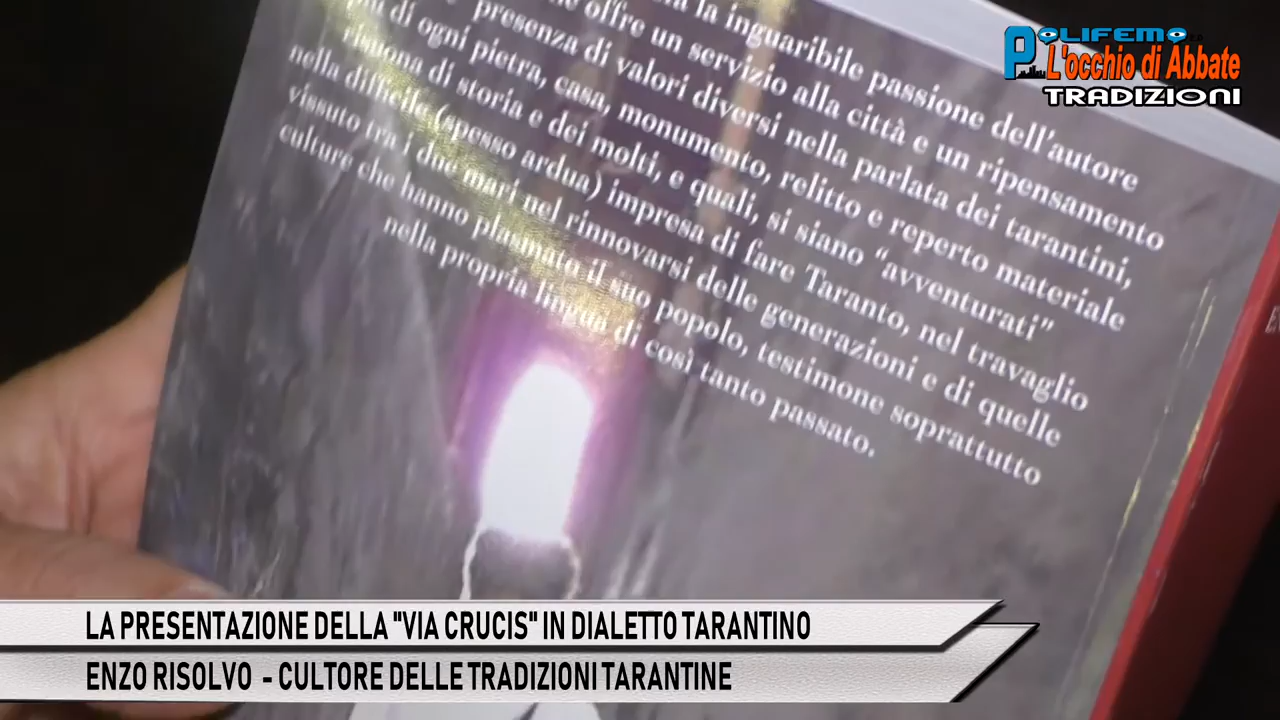 POLIFEMO
L'occhio di Abbate
TRADIZIONI
la inguaribile passione dell'autore
offre un servizio alla città e un ripensamento
presenza di valori diversi nella parlata dei tarantini,
più di ogni pietra, casa, monumento, relitto e reperto materiale
risuona di storia e dei molti, e quali, si siano “avventurati”
nella difficile (spesso ardua) impresa di fare Taranto, nel travaglio
vissuto tra i due mari nel rinnovarsi delle generazioni e di quelle
culture che hanno plasmato il suo popolo, testimone soprattutto
nella propria lingua di così tanto passato.
LA PRESENTAZIONE DELLA "VIA CRUCIS" IN DIALETTO TARANTINO
ENZO RISOLVO - CULTORE DELLE TRADIZIONI TARANTINE